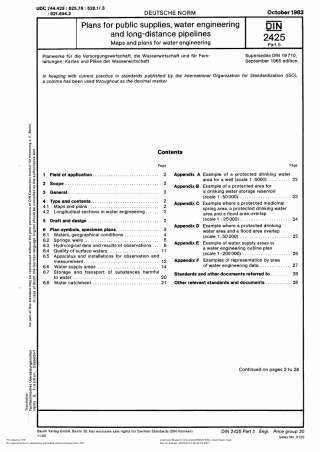 UDC 744.423 : 625.78 : 628.1/.3
: 621.644.2
DEUTSCHE NORM
October 1983
Plans for public supplies, water engineering
and long-distance pipelines
Maps and plans for water engineering
DIN
2425
Part 5
Planwerke für die Versorgungswirtschaft, die Wasserwirtschaft und für Fern-
leitungen; Karten und Pläne der Wasserwirtschaft
Supersedes DIN 19 710,
September 1965 edition.
In keeping with current practice in standards published by the International Organization for Standardization (ISO),
a comma has been used throughout as the decimal marker.
Contents
Page
1 Field of application 2
2 Scope 2
3 General 2
4 Type and contents 2
4.1 Maps and plans 2
4.2 Longitudinal sections in water engineering 2
5 Draft and design 2
6 Plan symbols, specimen plans 3
6.1 Waters, geographical conditions 4
6.2 Springs, wells 5
6.3 Hydrological data and results of observations 6
6.4 Quality of surface waters 11
6.5 Apparatus and installations for observation and
measurement 12
6.6 Water supply areas 14
6.7 Storage and transport of substances harmful
to water 20
6.8 Water catchment 21
Page
Appendix A Example of a protected drinking water
area for a well (scale 1 : 5000) 22
Appendix B Example of a protected area for
a drinking water storage reservoir
(scale 1 : 50 000) 23
Appendix C Example where a protected medicinal
spring area, a protected drinking water
area and a flood area overlap
(scale 1 : 25 000) 24
Appendix D Example where a protected drinking
water area and a flood area overlap
(scale 1 : 50 000) 25
Appendix E Example of water supply areas in
a water engineering outline plan
(scale 1 : 200 000) 26
Appendix F Examples of representation by area
of water engineering data 27
Standards and other documents referred to 28
Other relevant standards and documents 28
Continued on pages 2 to 28
Beuth Verlag GmbH, Berlin 30, has exclusive sale rights for German Standards (DIN-Normen)
11.85
DIN 2425 Part 5 Engl. Price group 20
Sales No. 0120